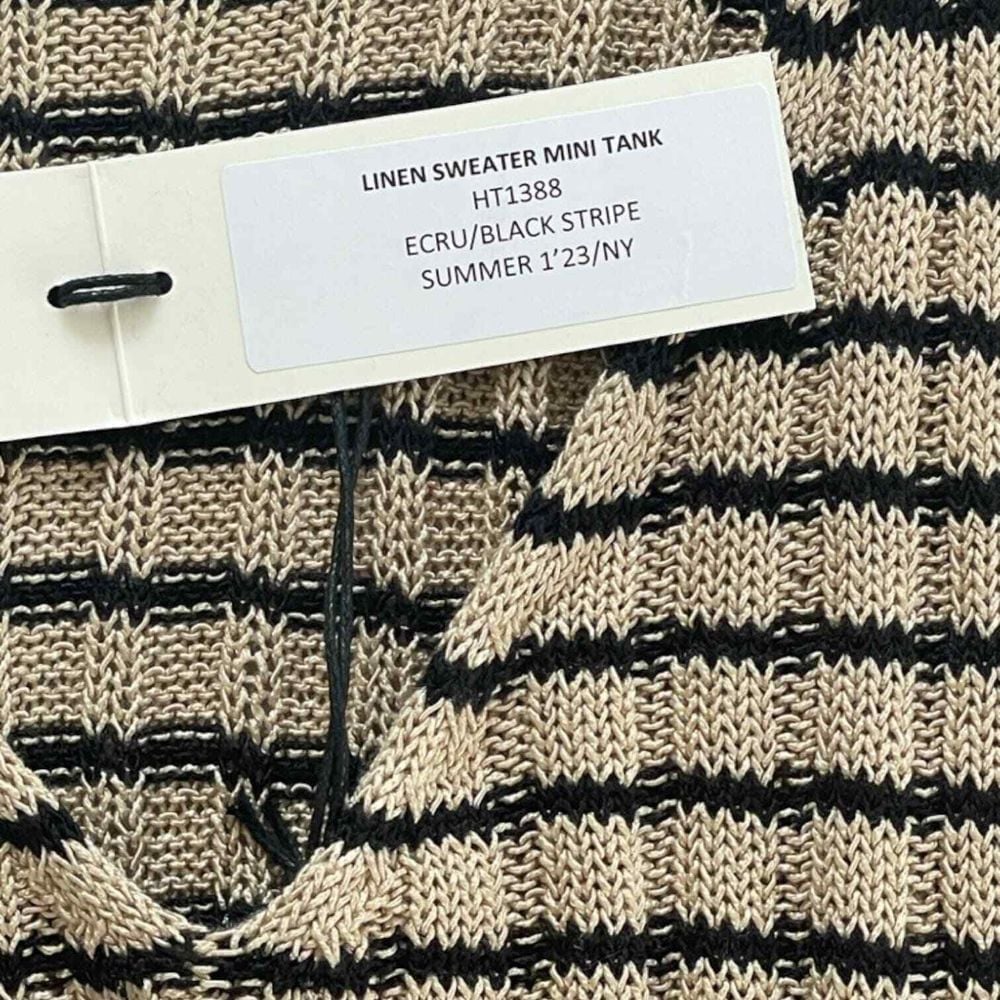 LINEN SWEATER MINI TANK
HT1388
ECRU/BLACK STRIPE
SUMMER 1'23/NY